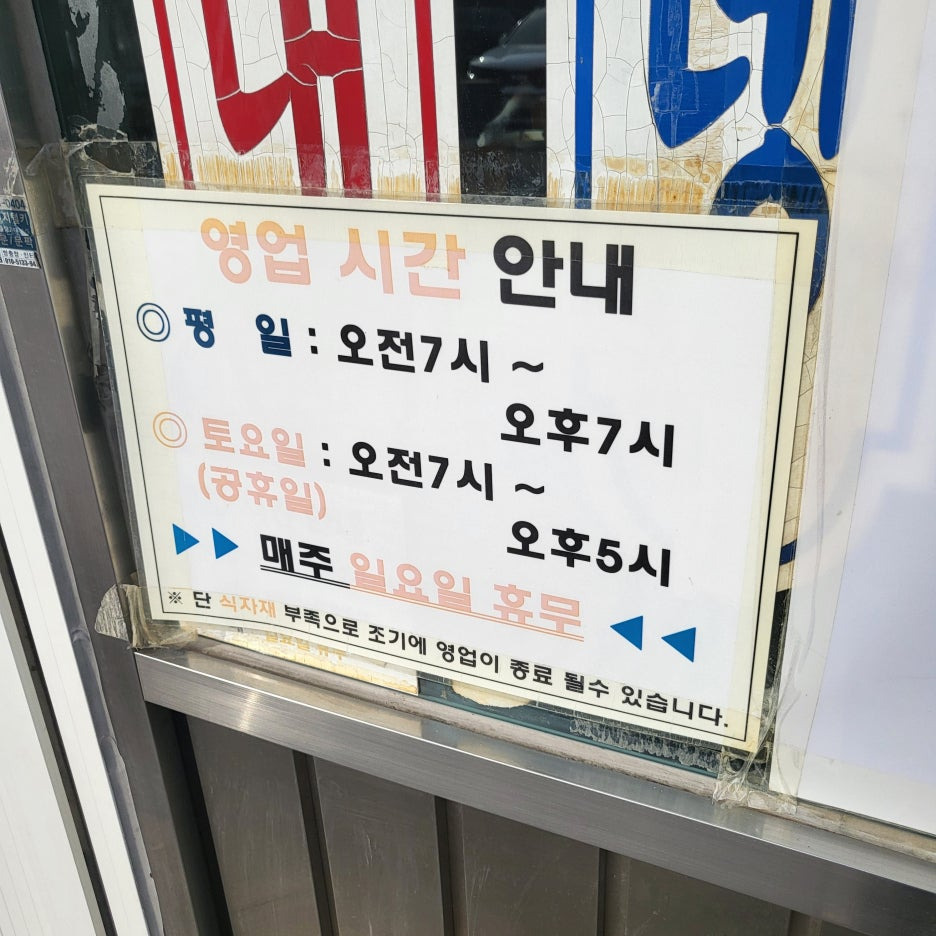 내
영업 시간 안내
◎ 평 일 : 오전7시 ~
오후7시
◎ 토요일 : 오전7시 ~
(공휴일)
오후5시
▶▶ 매주 일요일 휴무 ◀◀
※ 단 식자재 부족으로 조기에 영업이 종료 될수 있습니다.